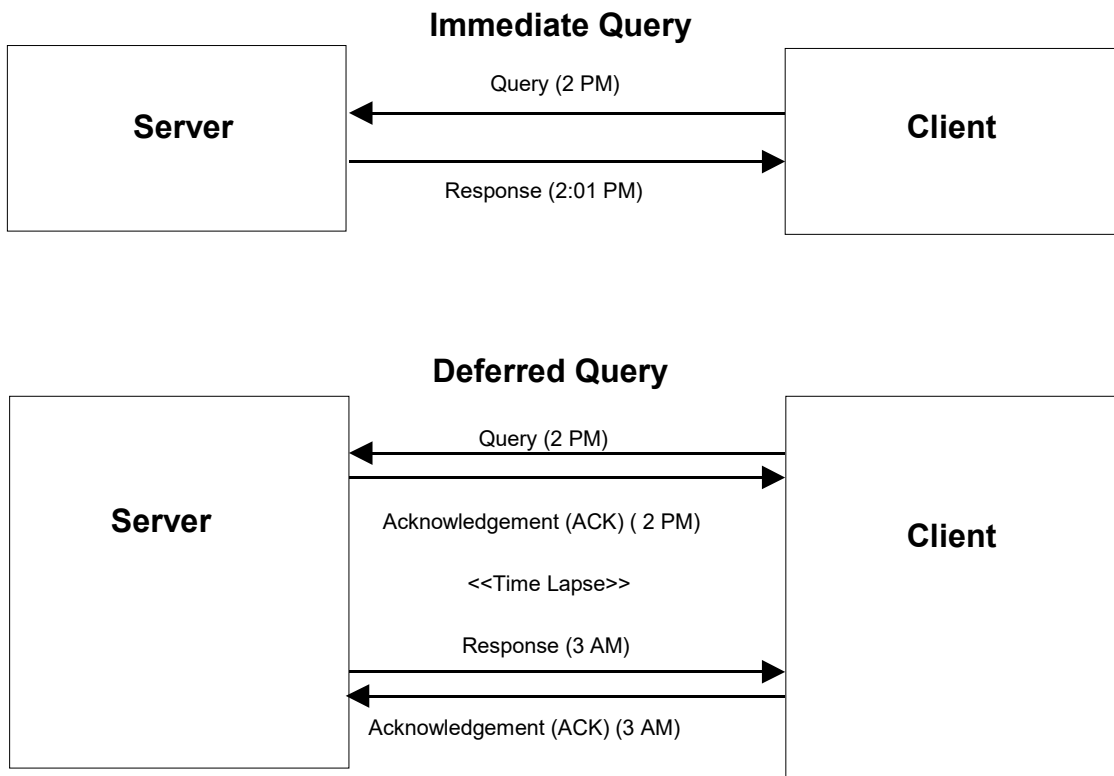 Immediate Query
Query (2 PM)
Server
Client
Response (2:01 PM)
Deferred Query
Query (2 PM)
Server
Acknowledgement (ACK) ( 2 PM)
Client
<<Time Lapse>>
Response (3 AM)
Acknowledgement (ACK) (3 AM)